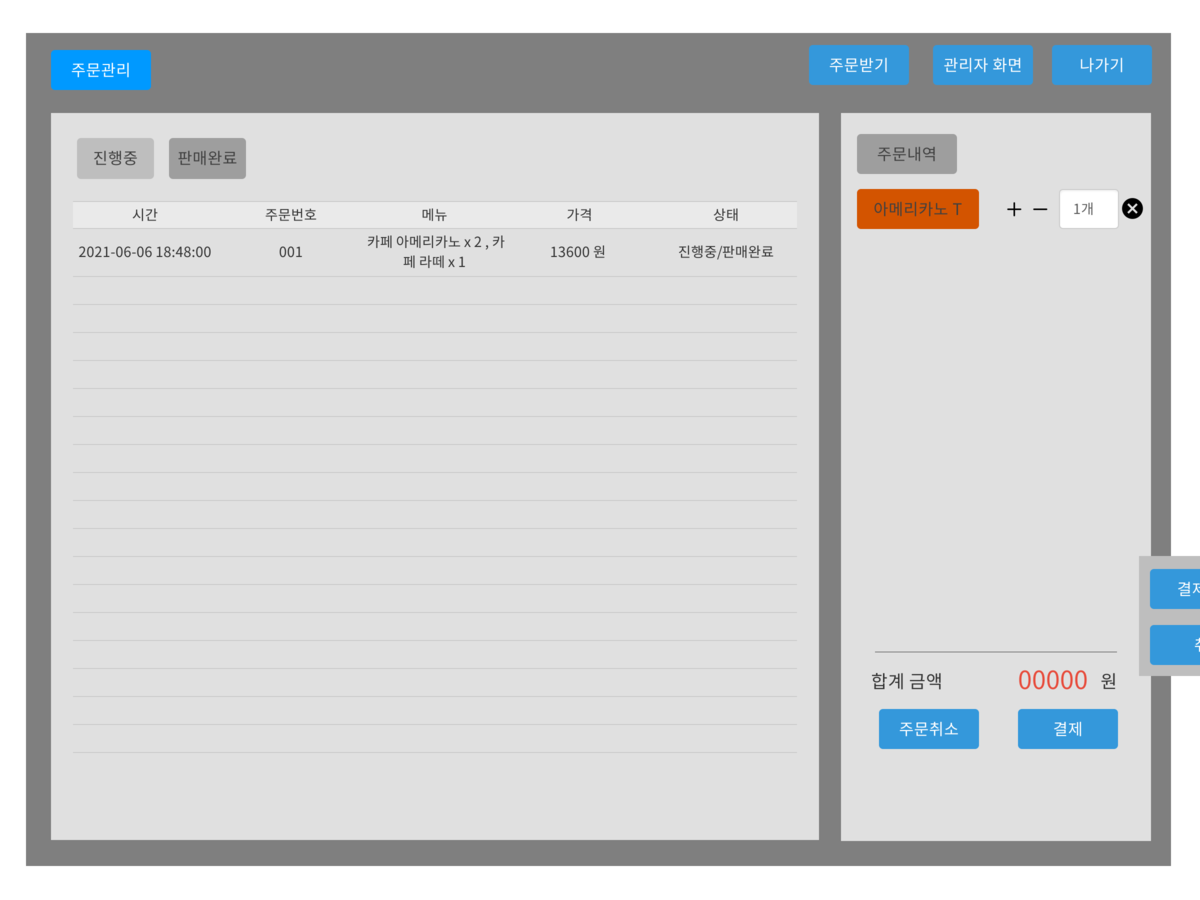 주문관리
주문받기
관리자 화면
나가기
진행중
판매완료
시간 주문번호 메뉴 가격 상태
2021-06-06 18:48:00 001 카페 아메리카노 x 2 , 카
페 라떼 x 1 13600 원 진행중/판매완료
주문내역
아메리카노 T
1개
합계 금액 00000 원
주문취소
결제